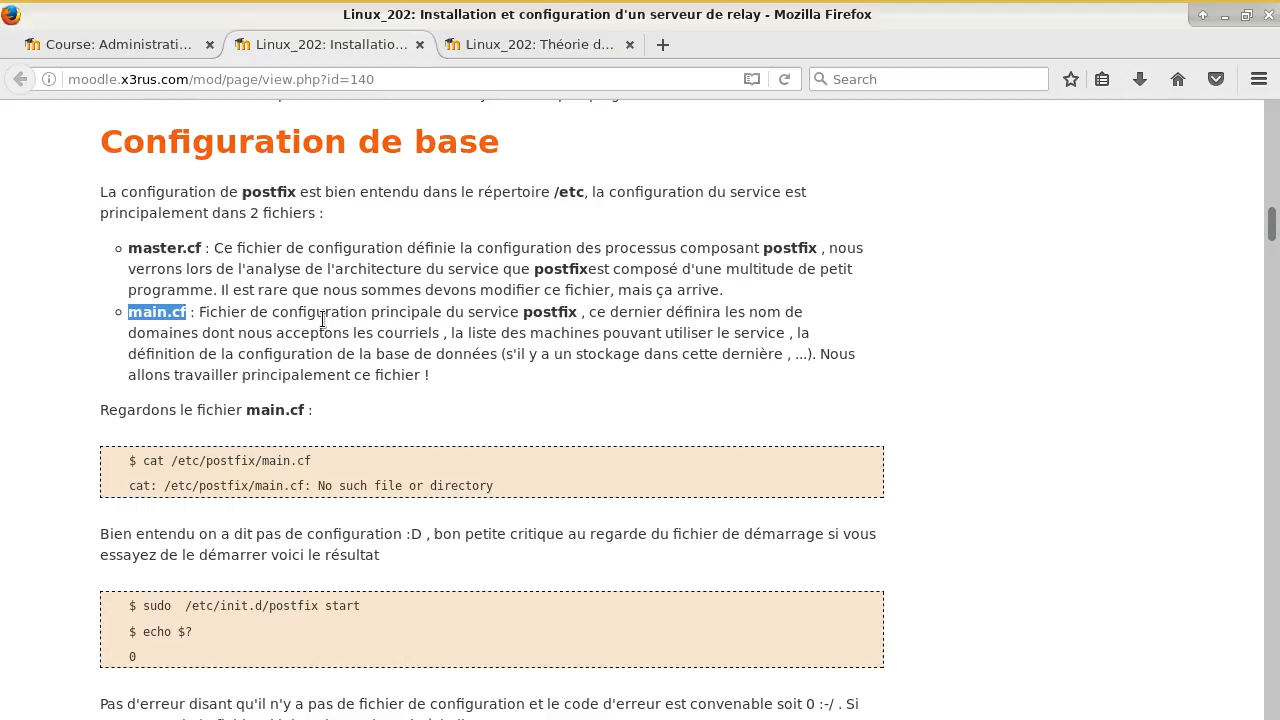 Linux_202: Installation et configuration d'un serveur de relay - Mozilla Firefox
Course: Administrati... Linux_202: Installatio... Linux_202: Théorie d...
moodle.x3rus.com/mod/page/view.php?id=140 Search
Configuration de base
La configuration de postfix est bien entendu dans le répertoire /etc, la configuration du service est
principalement dans 2 fichiers :
master.cf : Ce fichier de configuration définie la configuration des processus composant postfix , nous
verrons lors de l'analyse de l'architecture du service que postfixest composé d'une multitude de petit
programme. Il est rare que nous sommes devons modifier ce fichier, mais ça arrive.
main.cf : Fichier de configuration principale du service postfix , ce dernier définira les nom de
domaines dont nous acceptons les courriels , la liste des machines pouvant utiliser le service , la
définition de la configuration de la base de données (s'il y a un stockage dans cette dernière , ...). Nous
allons travailler principalement ce fichier !
Regardons le fichier main.cf :
$ cat /etc/postfix/main.cf
cat: /etc/postfix/main.cf: No such file or directory
Bien entendu on a dit pas de configuration :D , bon petite critique au regarde du fichier de démarrage si vous
essayez de le démarrer voici le résultat
$ sudo  /etc/init.d/postfix start
$ echo $?
0
Pas d'erreur disant qu'il n'y a pas de fichier de configuration et le code d'erreur est convenable soit 0 :-/ . Si